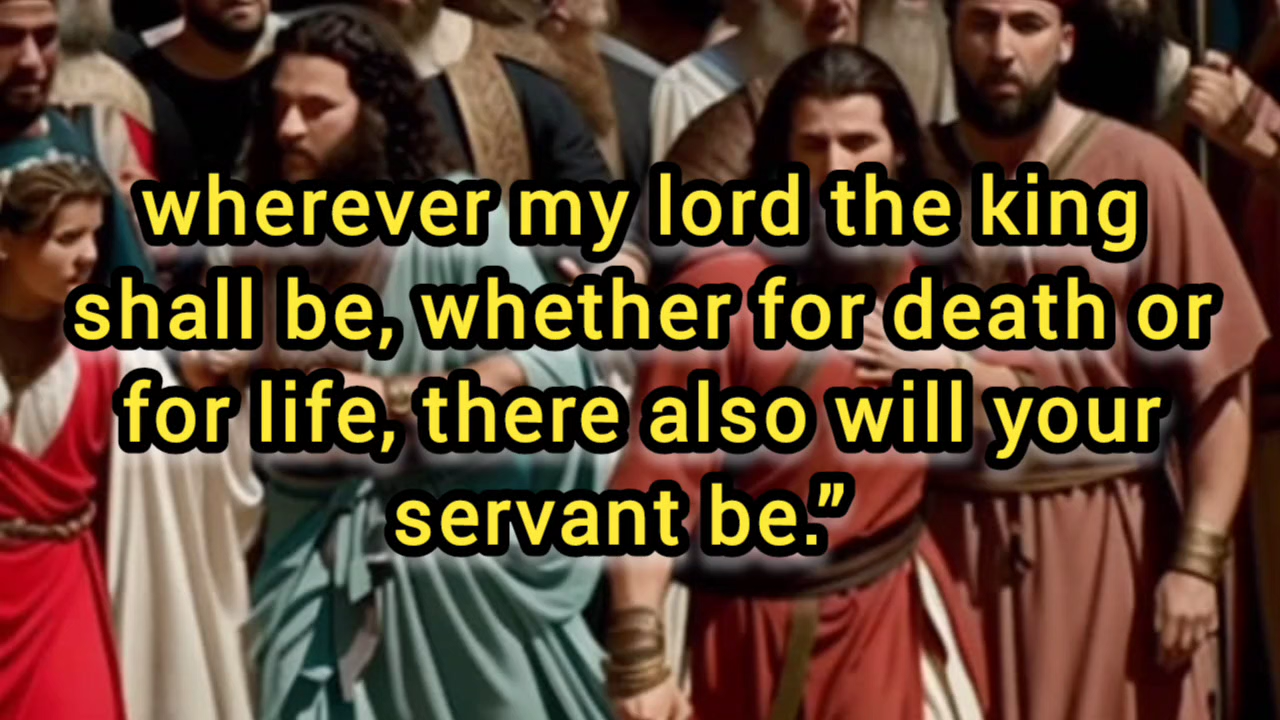 wherever my lord the king
shall be, whether for death or
for life, there also will your
servant be.”